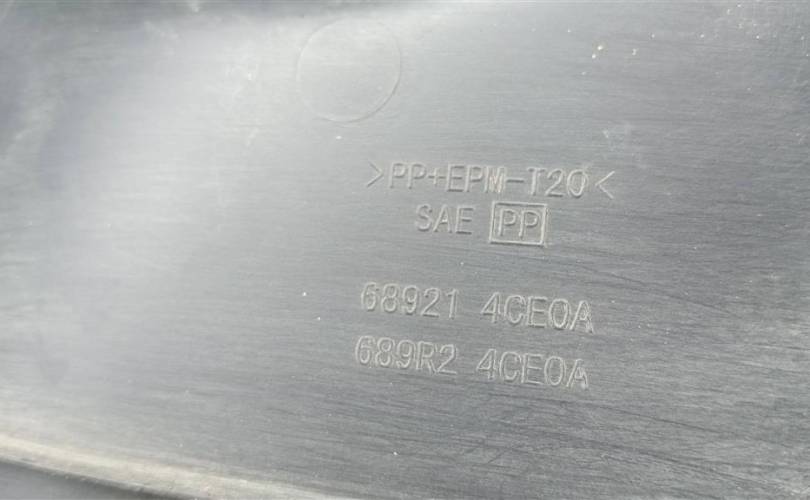 >PP+EPM-T20<
SAE PP
68921 4CE0A
689R2 4CE0A